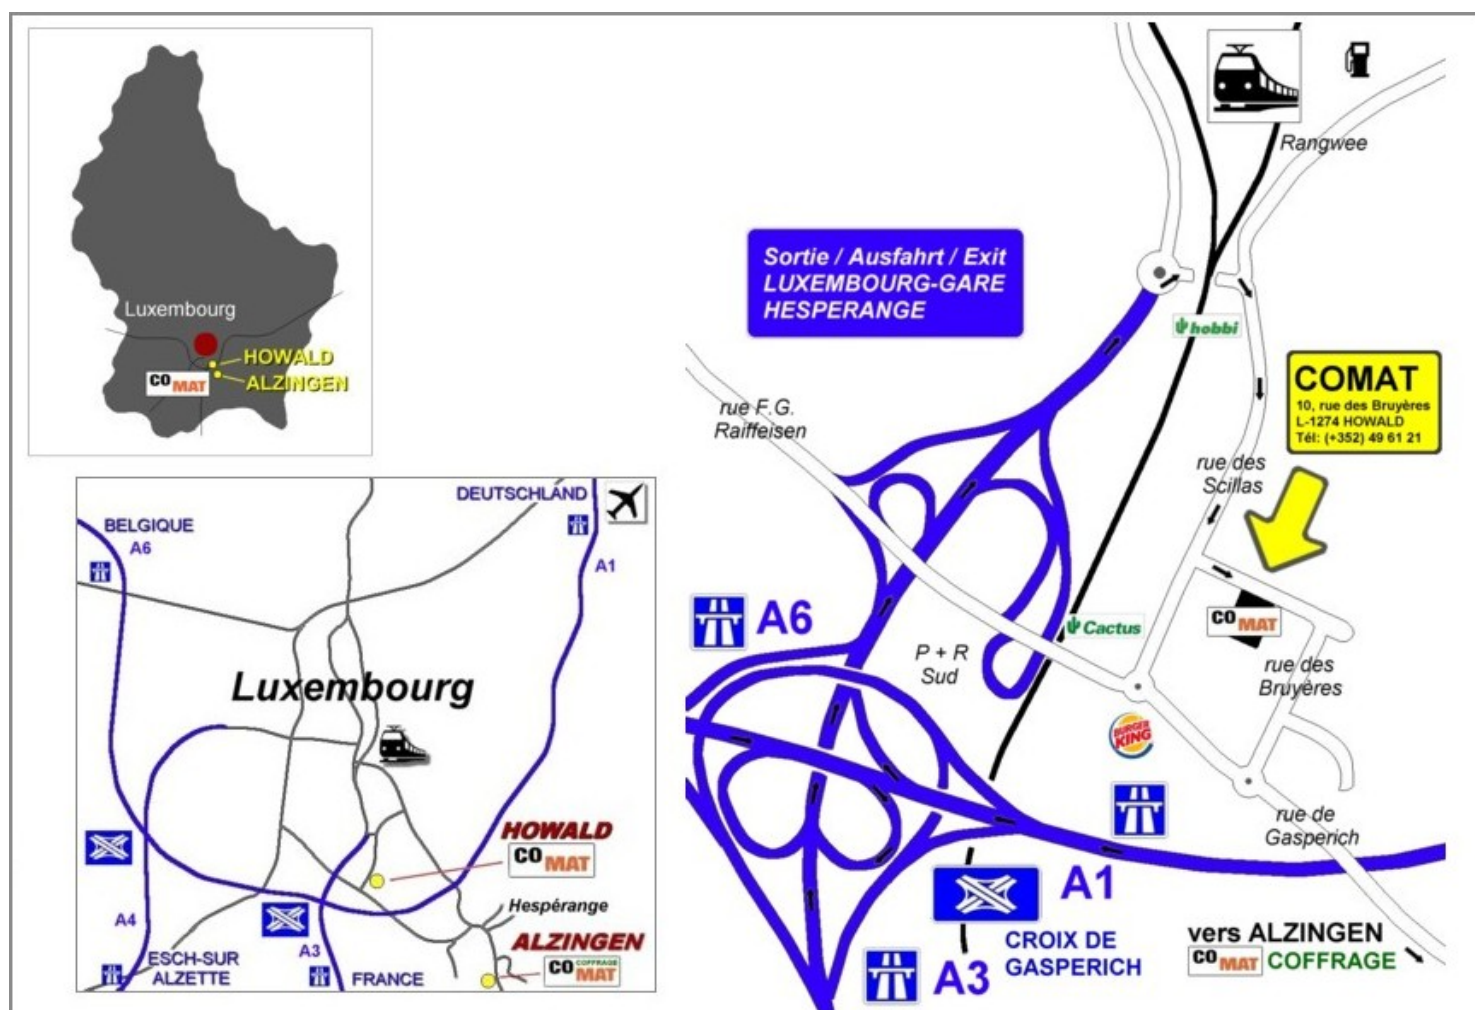 Luxembourg
HOWALD
CO MAT
ALZINGEN
DEUTSCHLAND
BELGIQUE
A6
A1
Luxembourg
HOWALD
CO MAT
Hespérange
A4
A3
ALZINGEN
COFFRAGE
CO MAT
ESCH-SUR
ALZETTE
FRANCE
Rangwee
Sortie / Ausfahrt / Exit
LUXEMBOURG-GARE
HESPERANGE
hobbi
COMAT
10, rue des Bruyères
L-1274 HOWALD
Tél: (+352) 49 61 21
rue F.G.
Raiffeisen
rue des
Scillas
A6
Cactus
CO MAT
P + R
Sud
rue des
Bruyères
BURGER
KING
rue de
Gasperich
A1
CROIX DE
GASPERICH
A3
vers ALZINGEN
CO MAT COFFRAGE